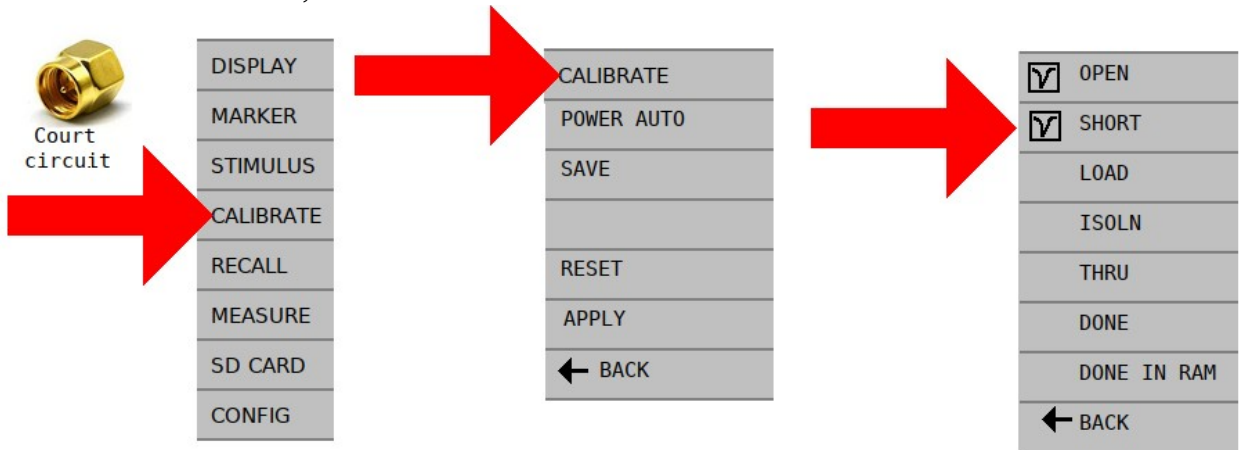 Court
circuit
DISPLAY
MARKER
STIMULUS
CALIBRATE
RECALL
MEASURE
SD CARD
CONFIG
CALIBRATE
POWER AUTO
SAVE
RESET
APPLY
BACK
OPEN
SHORT
LOAD
ISOLN
THRU
DONE
DONE IN RAM
BACK